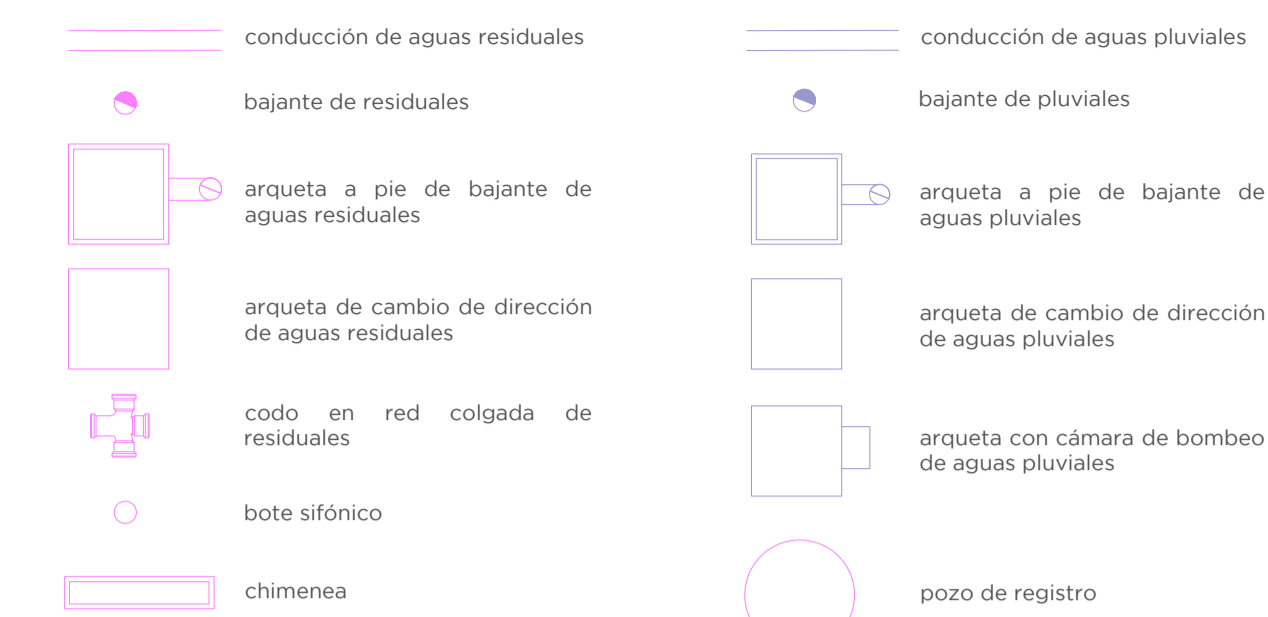 conducción de aguas residuales
bajante de residuales
arqueta a pie de bajante de
aguas residuales
arqueta de cambio de dirección
de aguas residuales
codo en red colgada de
residuales
bote sifónico
chimenea
conducción de aguas pluviales
bajante de pluviales
arqueta a pie de bajante de
aguas pluviales
arqueta de cambio de dirección
de aguas pluviales
arqueta con cámara de bombeo
de aguas pluviales
pozo de registro